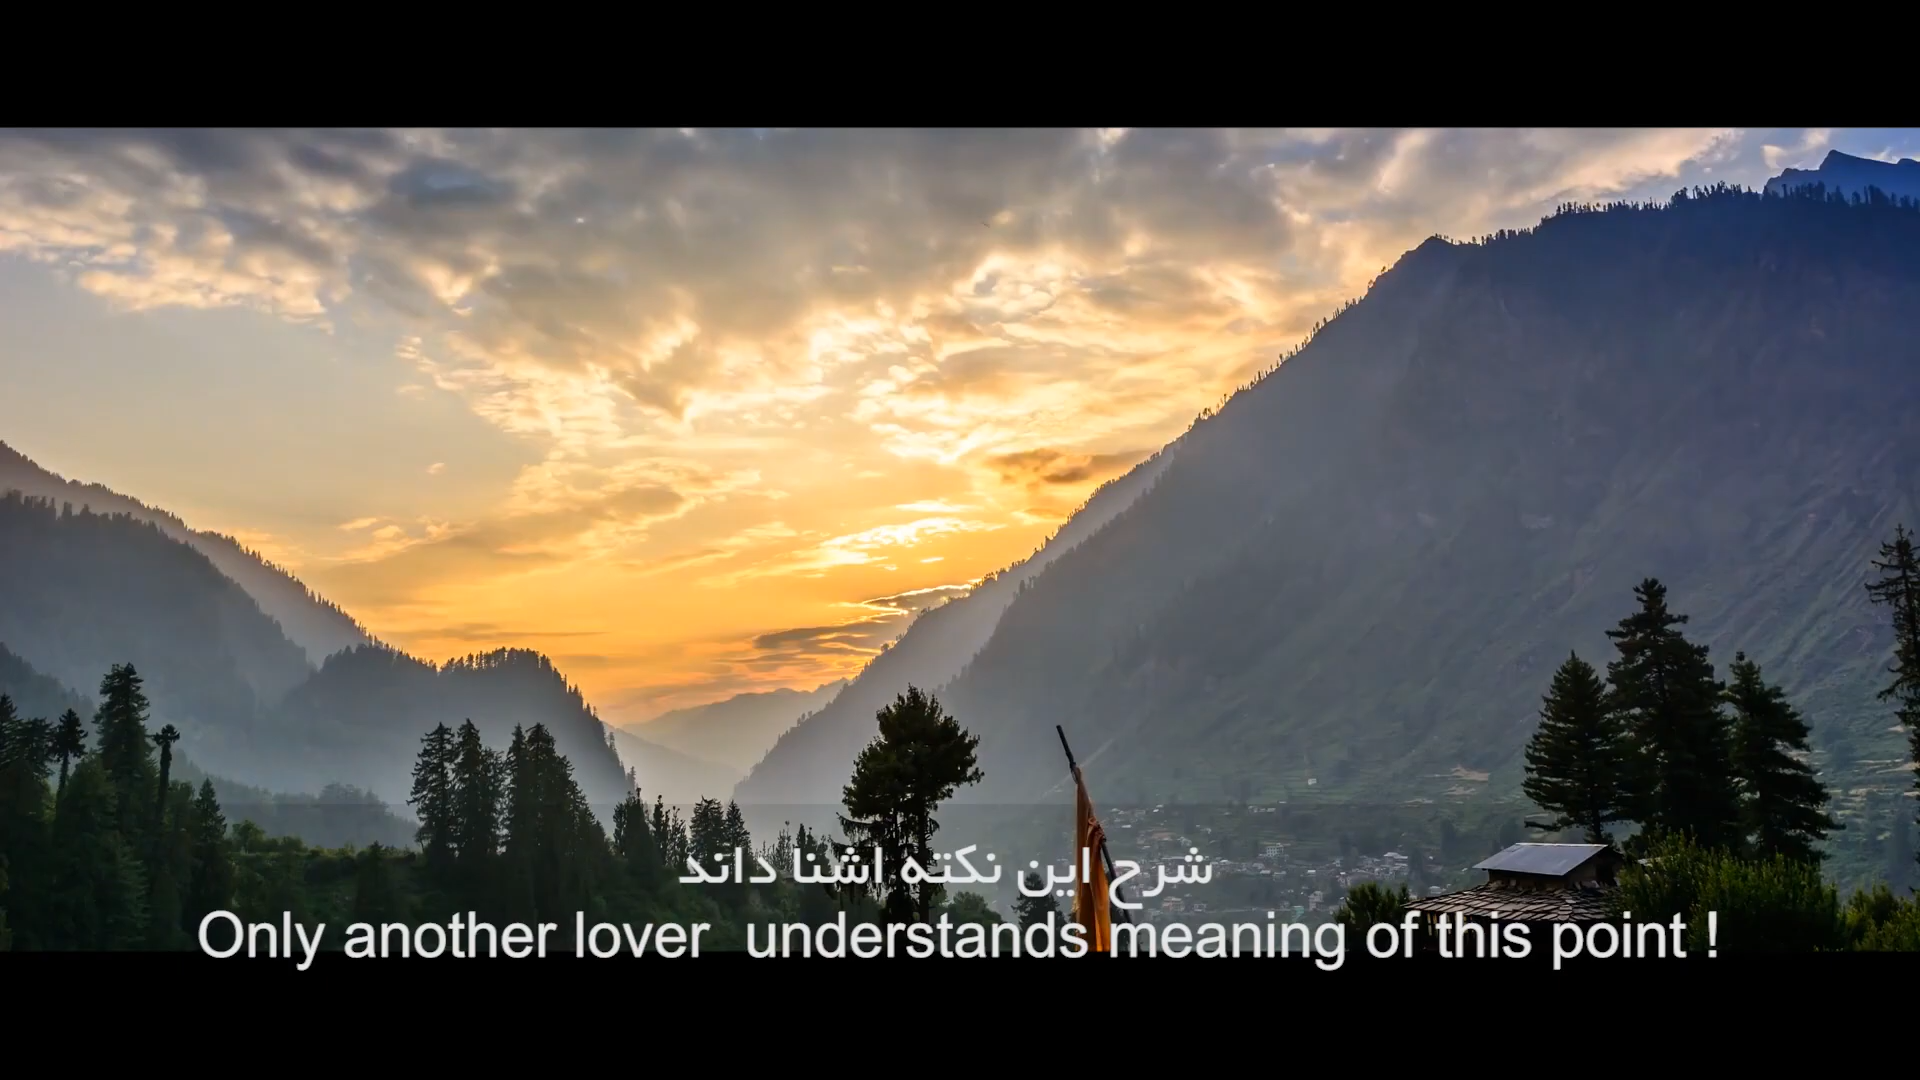 شرح این نکته اشنا داند
Only another lover  understands meaning of this point !